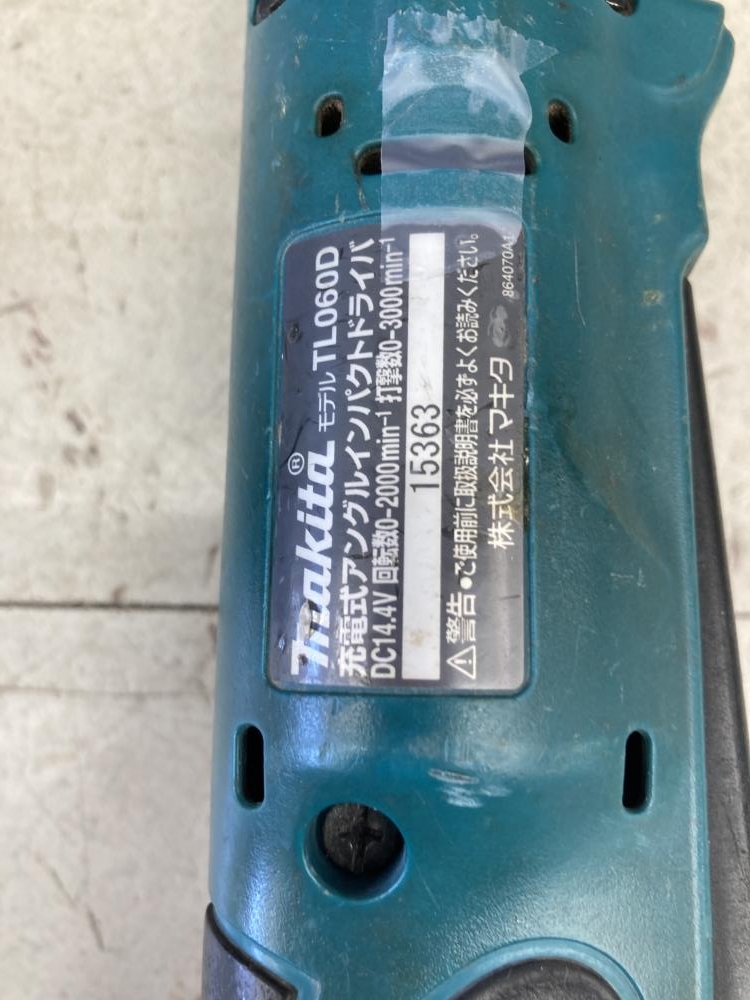 makita® モデル TL060D
充電式アングルインパクトドライバ
DC14.4V 回転数0-2000min⁻¹ 打撃数0-3000min⁻¹
15363
⚠警告 ●ご使用前に取扱説明書を必ずよくお読みください。
株式会社マキタ